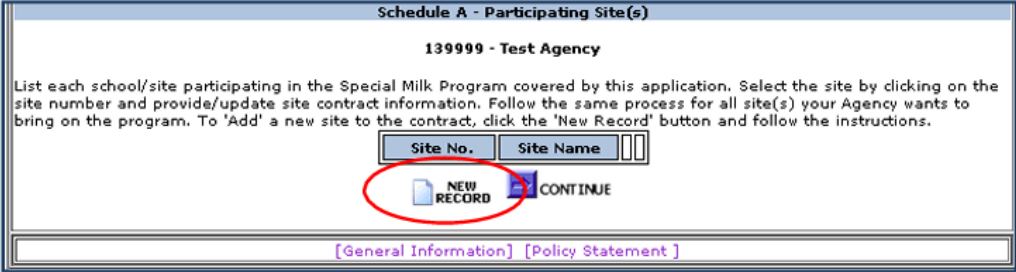 Schedule A - Participating Site(s)
139999 - Test Agency
List each school/site participating in the Special Milk Program covered by this application. Select the site by clicking on the
site number and provide/update site contract information. Follow the same process for all site(s) your Agency wants to
bring on the program. To 'Add' a new site to the contract, click the 'New Record' button and follow the instructions.
Site No. Site Name
NEW RECORD CONTINUE
[General Information] [Policy Statement ]